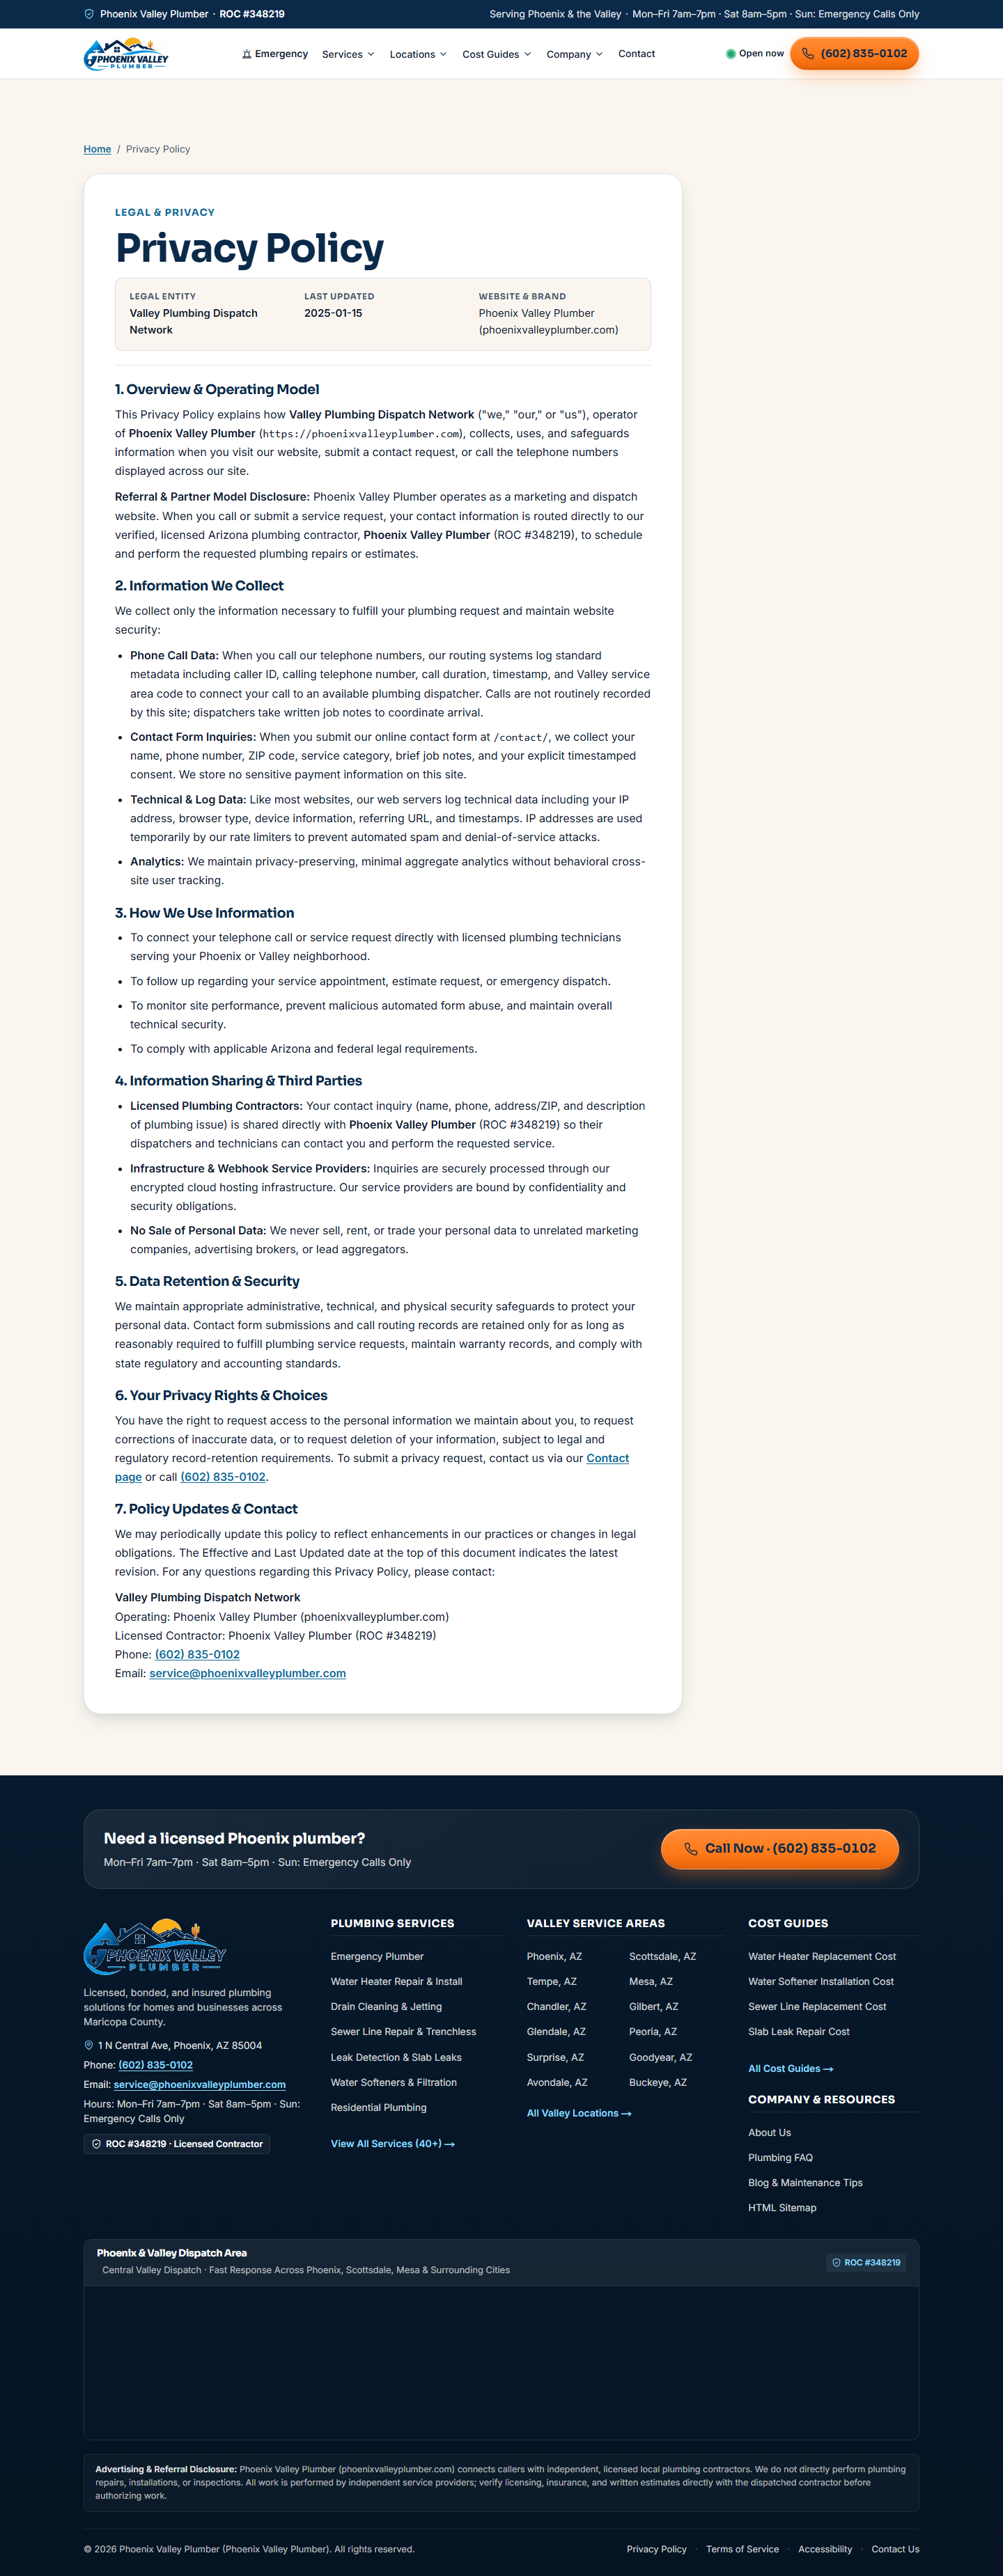 Phoenix Valley Plumber · ROC #348219
Serving Phoenix & the Valley · Mon–Fri 7am–7pm · Sat 8am–5pm · Sun: Emergency Calls Only
PHOENIX VALLEY
PLUMBER
Emergency
Services
Locations
Cost Guides
Company
Contact
Open now
(602) 835-0102
Home / Privacy Policy
LEGAL & PRIVACY
Privacy Policy
LEGAL ENTITY
Valley Plumbing Dispatch
Network
LAST UPDATED
2025-01-15
WEBSITE & BRAND
Phoenix Valley Plumber
(phoenixvalleyplumber.com)
1. Overview & Operating Model
This Privacy Policy explains how Valley Plumbing Dispatch Network ("we," "our," or "us"), operator
of Phoenix Valley Plumber (https://phoenixvalleyplumber.com), collects, uses, and safeguards
information when you visit our website, submit a contact request, or call the telephone numbers
displayed across our site.
Referral & Partner Model Disclosure: Phoenix Valley Plumber operates as a marketing and dispatch
website. When you call or submit a service request, your contact information is routed directly to our
verified, licensed Arizona plumbing contractor, Phoenix Valley Plumber (ROC #348219), to schedule
and perform the requested plumbing repairs or estimates.
2. Information We Collect
We collect only the information necessary to fulfill your plumbing request and maintain website
security:
• Phone Call Data: When you call our telephone numbers, our routing systems log standard
metadata including caller ID, calling telephone number, call duration, timestamp, and Valley service
area code to connect your call to an available plumbing dispatcher. Calls are not routinely recorded
by this site; dispatchers take written job notes to coordinate arrival.
• Contact Form Inquiries: When you submit our online contact form at /contact/, we collect your
name, phone number, ZIP code, service category, brief job notes, and your explicit timestamped
consent. We store no sensitive payment information on this site.
• Technical & Log Data: Like most websites, our web servers log technical data including your IP
address, browser type, device information, referring URL, and timestamps. IP addresses are used
temporarily by our rate limiters to prevent automated spam and denial-of-service attacks.
• Analytics: We maintain privacy-preserving, minimal aggregate analytics without behavioral cross-
site user tracking.
3. How We Use Information
• To connect your telephone call or service request directly with licensed plumbing technicians
serving your Phoenix or Valley neighborhood.
• To follow up regarding your service appointment, estimate request, or emergency dispatch.
• To monitor site performance, prevent malicious automated form abuse, and maintain overall
technical security.
• To comply with applicable Arizona and federal legal requirements.
4. Information Sharing & Third Parties
• Licensed Plumbing Contractors: Your contact inquiry (name, phone, address/ZIP, and description
of plumbing issue) is shared directly with Phoenix Valley Plumber (ROC #348219) so their
dispatchers and technicians can contact you and perform the requested service.
• Infrastructure & Webhook Service Providers: Inquiries are securely processed through our
encrypted cloud hosting infrastructure. Our service providers are bound by confidentiality and
security obligations.
• No Sale of Personal Data: We never sell, rent, or trade your personal data to unrelated marketing
companies, advertising brokers, or lead aggregators.
5. Data Retention & Security
We maintain appropriate administrative, technical, and physical security safeguards to protect your
personal data. Contact form submissions and call routing records are retained only for as long as
reasonably required to fulfill plumbing service requests, maintain warranty records, and comply with
state regulatory and accounting standards.
6. Your Privacy Rights & Choices
You have the right to request access to the personal information we maintain about you, to request
corrections of inaccurate data, or to request deletion of your information, subject to legal and
regulatory record-retention requirements. To submit a privacy request, contact us via our Contact
page or call (602) 835-0102.
7. Policy Updates & Contact
We may periodically update this policy to reflect enhancements in our practices or changes in legal
obligations. The Effective and Last Updated date at the top of this document indicates the latest
revision. For any questions regarding this Privacy Policy, please contact:
Valley Plumbing Dispatch Network
Operating: Phoenix Valley Plumber (phoenixvalleyplumber.com)
Licensed Contractor: Phoenix Valley Plumber (ROC #348219)
Phone: (602) 835-0102
Email: service@phoenixvalleyplumber.com
Need a licensed Phoenix plumber?
Mon–Fri 7am–7pm · Sat 8am–5pm · Sun: Emergency Calls Only
Call Now · (602) 835-0102
PHOENIX VALLEY
PLUMBER
Licensed, bonded, and insured plumbing
solutions for homes and businesses across
Maricopa County.
1 N Central Ave, Phoenix, AZ 85004
Phone: (602) 835-0102
Email: service@phoenixvalleyplumber.com
Hours: Mon–Fri 7am–7pm · Sat 8am–5pm · Sun:
Emergency Calls Only
ROC #348219 · Licensed Contractor
PLUMBING SERVICES
Emergency Plumber
Water Heater Repair & Install
Drain Cleaning & Jetting
Sewer Line Repair & Trenchless
Leak Detection & Slab Leaks
Water Softeners & Filtration
Residential Plumbing
View All Services (40+) →
VALLEY SERVICE AREAS
Phoenix, AZ
Scottsdale, AZ
Tempe, AZ
Mesa, AZ
Chandler, AZ
Gilbert, AZ
Glendale, AZ
Peoria, AZ
Surprise, AZ
Goodyear, AZ
Avondale, AZ
Buckeye, AZ
All Valley Locations →
COST GUIDES
Water Heater Replacement Cost
Water Softener Installation Cost
Sewer Line Replacement Cost
Slab Leak Repair Cost
All Cost Guides →
COMPANY & RESOURCES
About Us
Plumbing FAQ
Blog & Maintenance Tips
HTML Sitemap
Phoenix & Valley Dispatch Area
Central Valley Dispatch · Fast Response Across Phoenix, Scottsdale, Mesa & Surrounding Cities
ROC #348219
Advertising & Referral Disclosure: Phoenix Valley Plumber (phoenixvalleyplumber.com) connects callers with independent, licensed local plumbing contractors. We do not directly perform plumbing
repairs, installations, or inspections. All work is performed by independent service providers; verify licensing, insurance, and written estimates directly with the dispatched contractor before
authorizing work.
© 2026 Phoenix Valley Plumber (Phoenix Valley Plumber). All rights reserved.
Privacy Policy · Terms of Service · Accessibility · Contact Us